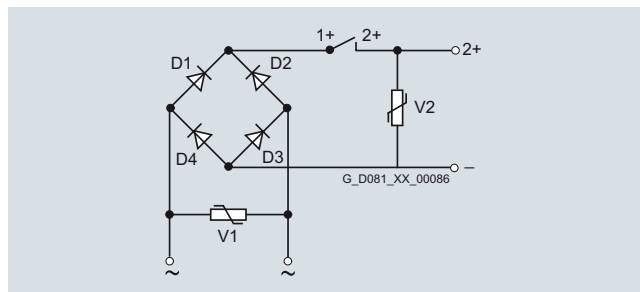 1+ 2+
2+
D1 D2
V2
D4 D3
G_D081_XX_00086
−
V1
~ ~